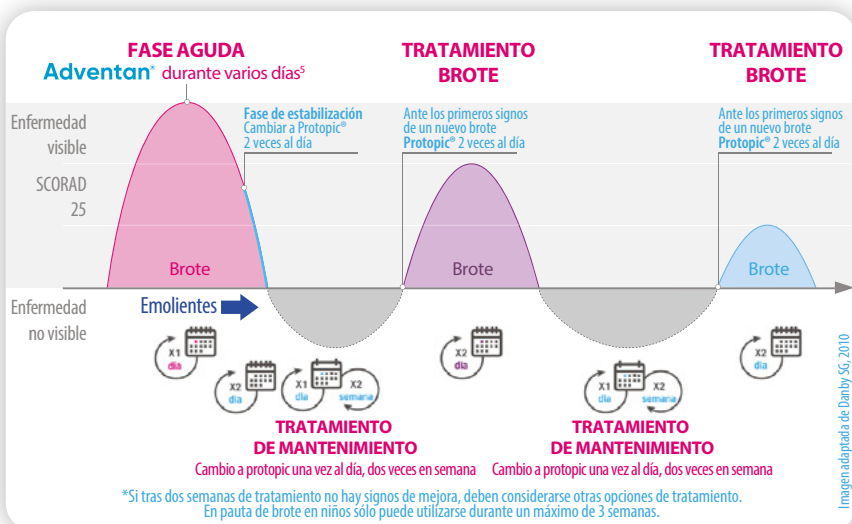 FASE AGUDA
Adventan* durante varios días⁵
TRATAMIENTO
BROTE
TRATAMIENTO
BROTE
Enfermedad
visible
SCORAD
25
Fase de estabilización
Cambiar a Protopic®
2 veces al día
Ante los primeros signos
de un nuevo brote
Protopic® 2 veces al día
Ante los primeros signos
de un nuevo brote
Protopic® 2 veces al día
Brote
Brote
Brote
Enfermedad
no visible
Emolientes
X1
día
X2
día
X1
día
X2
semana
X2
día
X1
día
X2
semana
X2
día
TRATAMIENTO
DE MANTENIMIENTO
Cambio a protopic una vez al día, dos veces en semana
TRATAMIENTO
DE MANTENIMIENTO
Cambio a protopic una vez al día, dos veces en semana
*Si tras dos semanas de tratamiento no hay signos de mejora, deben considerarse otras opciones de tratamiento.
En pauta de brote en niños sólo puede utilizarse durante un máximo de 3 semanas.
Imagen adaptada de Danby SG, 2010